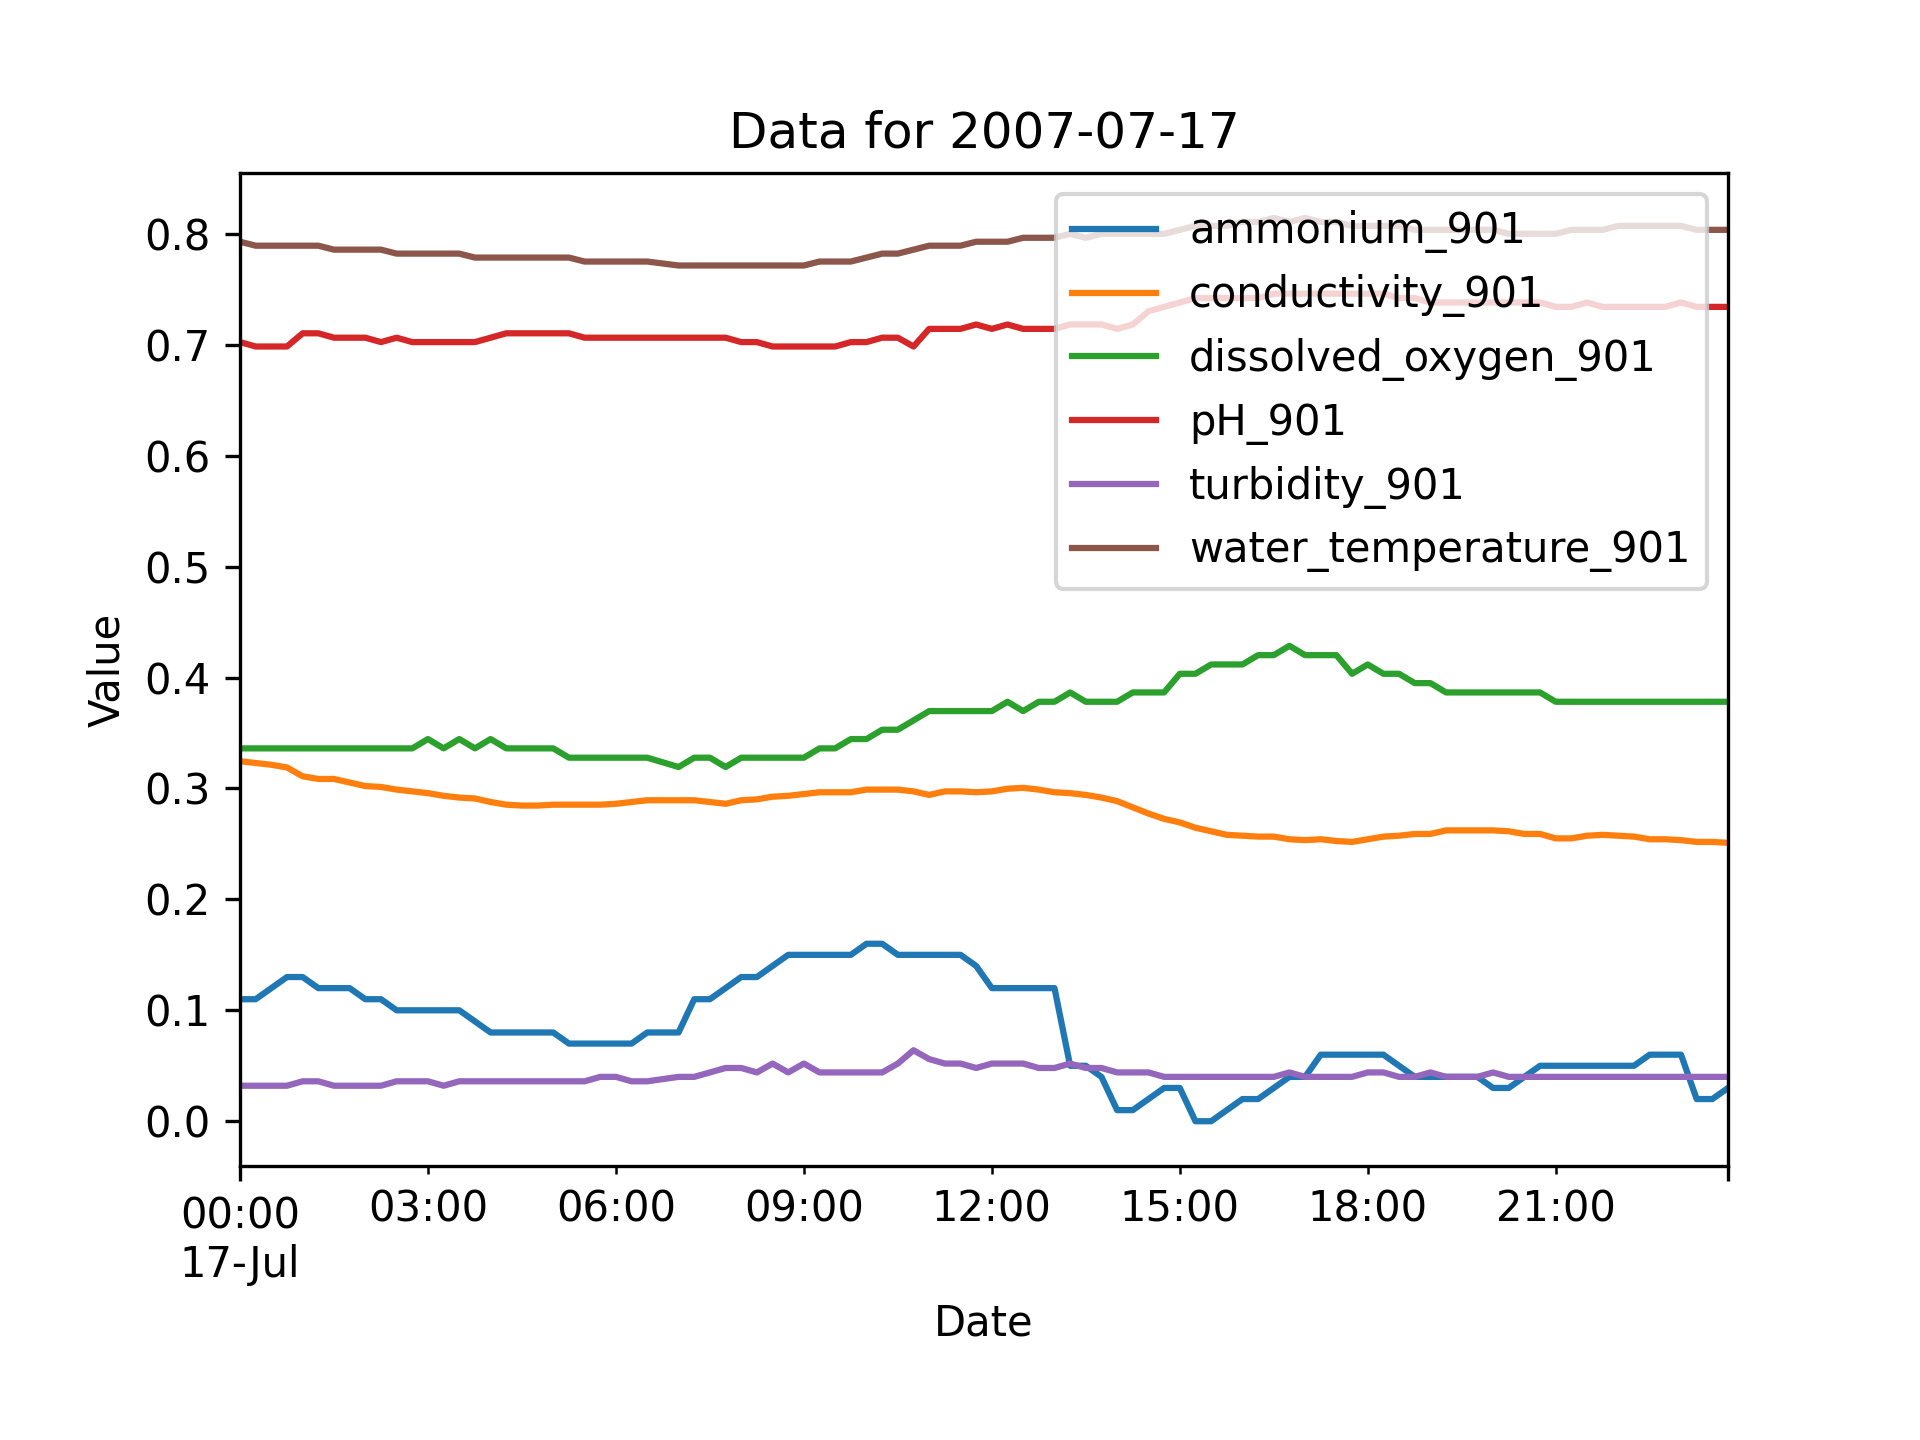 Data for 2007-07-17
0.8
0.7
0.6
0.5
0.4
0.3
0.2
0.1
0.0
Value
ammonium_901
conductivity_901
dissolved_oxygen_901
pH_901
turbidity_901
water_temperature_901
00:00 03:00 06:00 09:00 12:00 15:00 18:00 21:00
17-Jul
Date